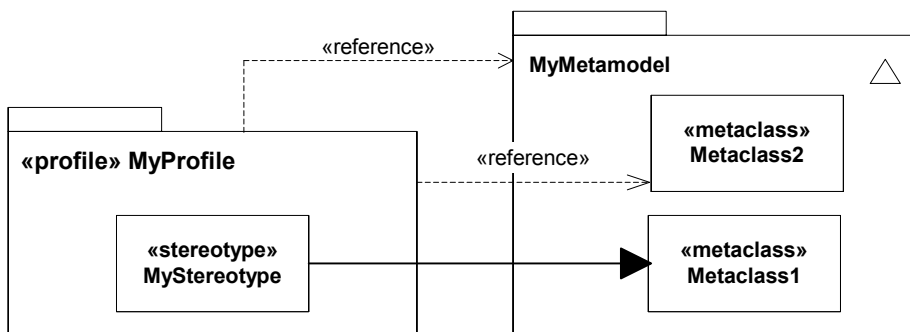 «reference»
MyMetamodel
«metaclass»
Metaclass2
«profile» MyProfile
«reference»
«stereotype»
MyStereotype
«metaclass»
Metaclass1